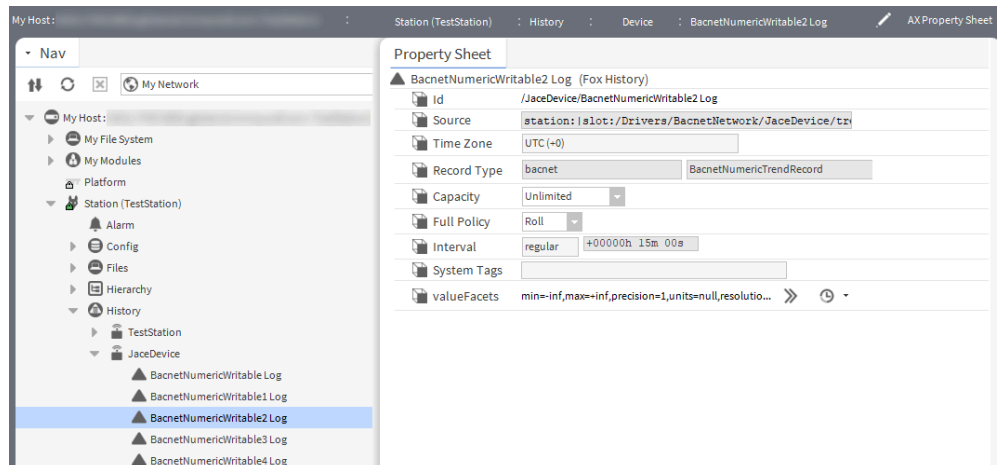 My Host :
: Station (TestStation) : History : Device : BacnetNumericWritable2 Log AX Property Sheet
Nav
My Network
My Host :
My File System
My Modules
Platform
Station (TestStation)
Alarm
Config
Files
Hierarchy
History
TestStation
JaceDevice
BacnetNumericWritable Log
BacnetNumericWritable1 Log
BacnetNumericWritable2 Log
BacnetNumericWritable3 Log
BacnetNumericWritable4 Log
Property Sheet
BacnetNumericWritable2 Log (Fox History)
Id /JaceDevice/BacnetNumericWritable2 Log
Source station:|slot:/Drivers/BacnetNetwork/JaceDevice/tre
Time Zone UTC (+0)
Record Type bacnet BacnetNumericTrendRecord
Capacity Unlimited
Full Policy Roll
Interval regular +00000h 15m 00s
System Tags
valueFacets min=-inf,max=+inf,precision=1,units=null,resolutio...